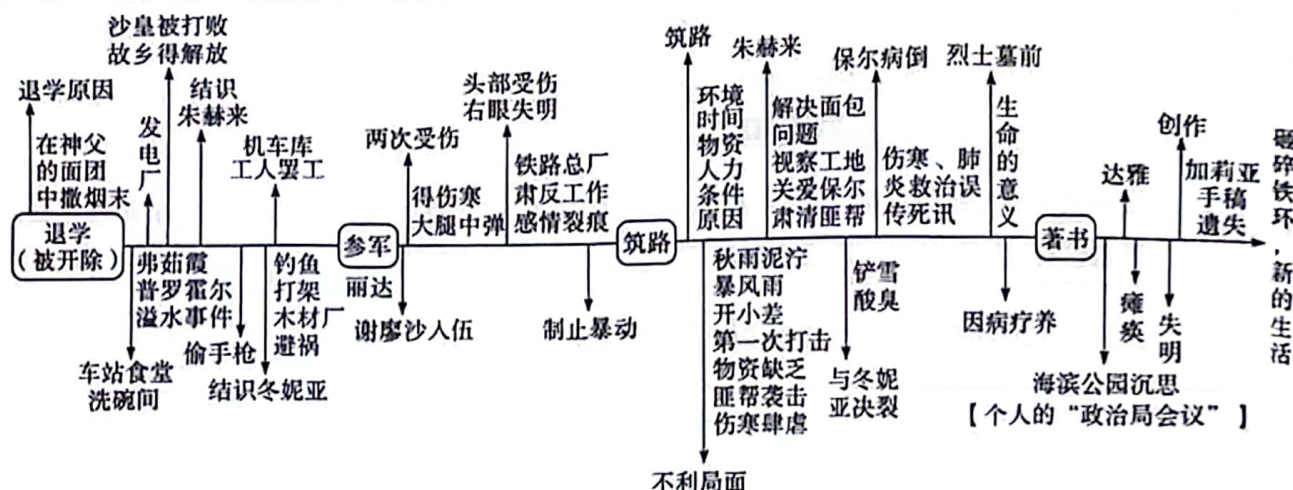 沙皇被打败
故乡得解放
退学原因
在神父
的面团
中撒烟末
退学
(被开除)
发电厂
结识
朱赫来
机车库
工人罢工
弗茹霞
普罗霍尔
溢水事件
车站食堂
洗碗间
偷手枪
钓鱼
打架
木材厂
避祸
结识冬妮亚
参军
丽达
谢廖沙入伍
两次受伤
得伤寒
大腿中弹
头部受伤
右眼失明
铁路总厂
肃反工作
感情裂痕
制止暴动
筑路
筑路
环境
时间
物资
人力
条件
原因
朱赫来
解决面包
问题
视察工地
关爱保尔
肃清匪帮
保尔病倒
伤寒、肺
炎救治误
传死讯
烈士墓前
生命的意义
秋雨泥泞
暴风雨
开小差
第一次打击
物资缺乏
匪帮袭击
伤寒肆虐
不利局面
铲雪
酸臭
与冬妮
亚决裂
因病疗养
著书
达雅
瘫痪
失明
海滨公园沉思
【个人的“政治局会议”】
创作
加莉亚
手稿
遗失
砸碎铁环,新的生活